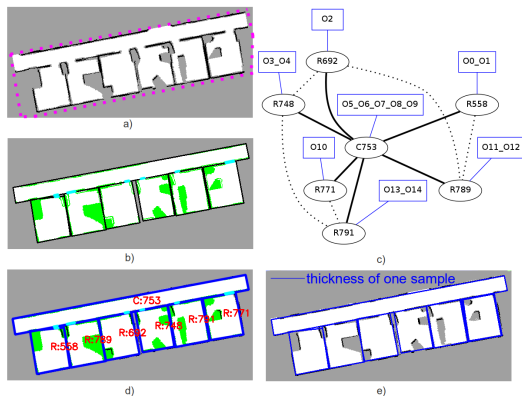 a)
b)
O2
R692
O3_O4
O0_O1
R748
O5_O6_O7_O8_O9
R558
C753
O10
O11_O12
R771
O13_O14
R789
R791
c)
C:753
R:558
R:789
R:692
R:748
R:791
R:771
d)
thickness of one sample
e)